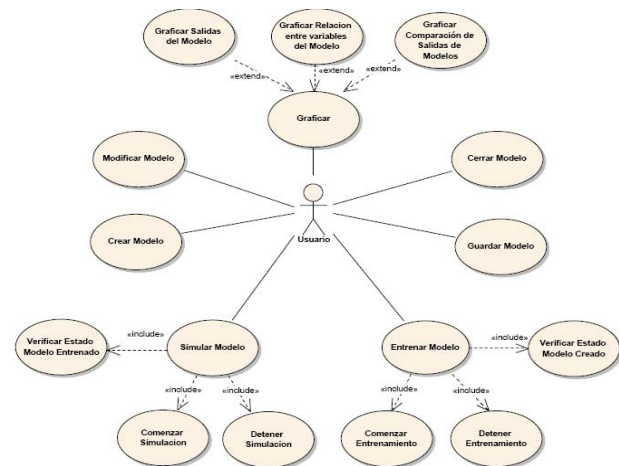 Graficar Salidas
del Modelo
Graficar Relacion
entre variables
del Modelo
Graficar
Comparación de
Salidas de
Modelos
«extend»
«extend»
«extend»
Graficar
Modificar Modelo
Cerrar Modelo
Crear Modelo
Usuario
Guardar Modelo
Verificar Estado
Modelo Entrenado
«include»
Simular Modelo
Entrenar Modelo
«include»
Verificar Estado
Modelo Creado
«include»
«include»
«include»
«include»
Comenzar
Simulacion
Detener
Simulacion
Comenzar
Entrenamiento
Detener
Entrenamiento